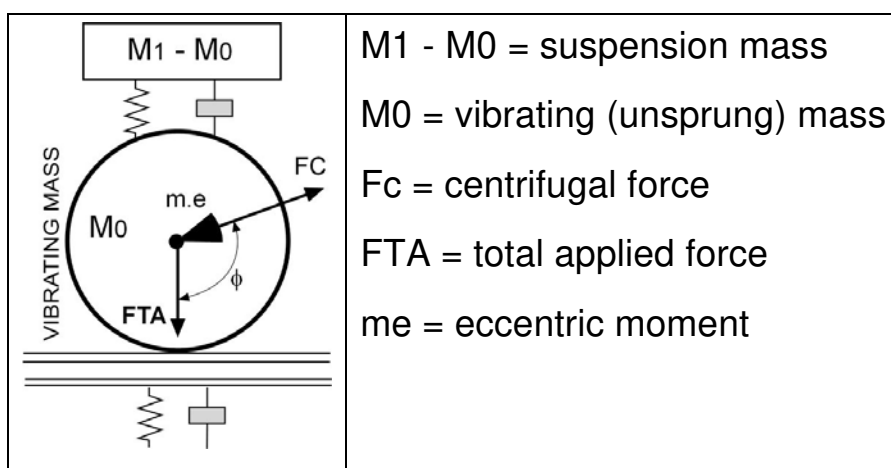 M1 - M0
VIBRATING MASS
M0
m.e
FC
ϕ
FTA
M1 - M0 = suspension mass
M0 = vibrating (unsprung) mass
Fc = centrifugal force
FTA = total applied force
me = eccentric moment